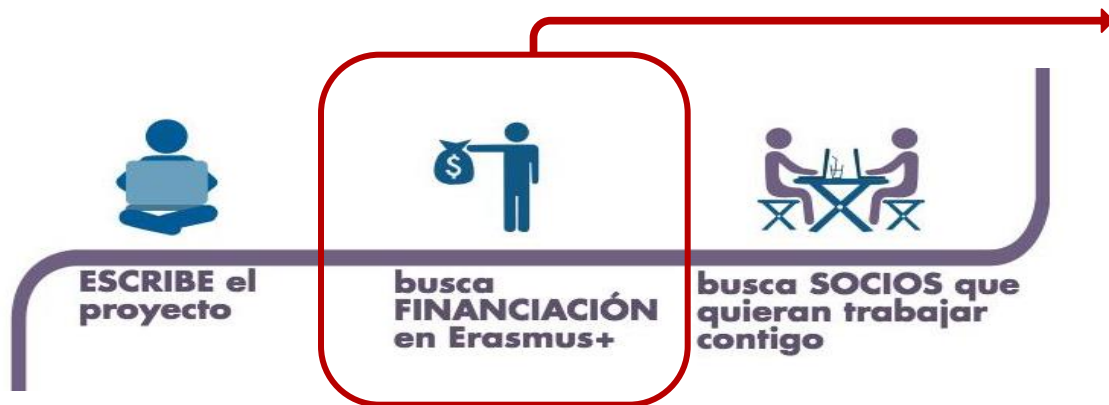 $
ESCRIBE el
proyecto
busca
FINANCIACIÓN
en Erasmus+
busca SOCIOS que
quieran trabajar
contigo